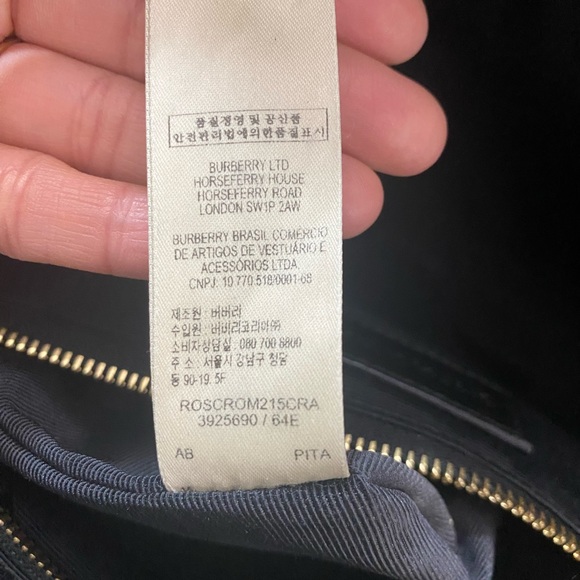 품질경영 및 공산품
안전관리법에의한품질표시
BURBERRY LTD
HORSEFERRY HOUSE
HORSEFERRY ROAD
LONDON SW1P 2AW
BURBERRY BRASIL COMERCIO
DE ARTIGOS DE VESTUÁRIO E
ACESSÓRIOS LTDA
CNPJ: 10 770.518/0001-68
제조원 : 버버리
수입원 : 버버리코리아㈜
소비자상담실 : 080 700 8800
주 소 : 서울시 강남구 청담
동 90-19. 5F
ROSCROM215CRA
3925690 / 64E
AB PITA